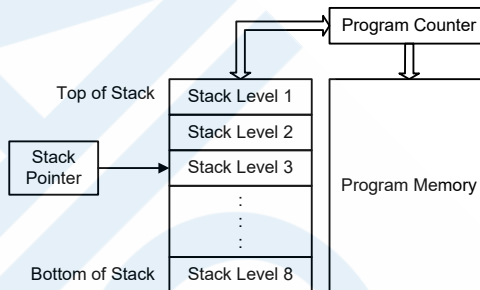 Program Counter
Top of Stack
Stack Level 1
Stack Level 2
Stack
Pointer
Stack Level 3
:
:
:
Program Memory
Bottom of Stack
Stack Level 8